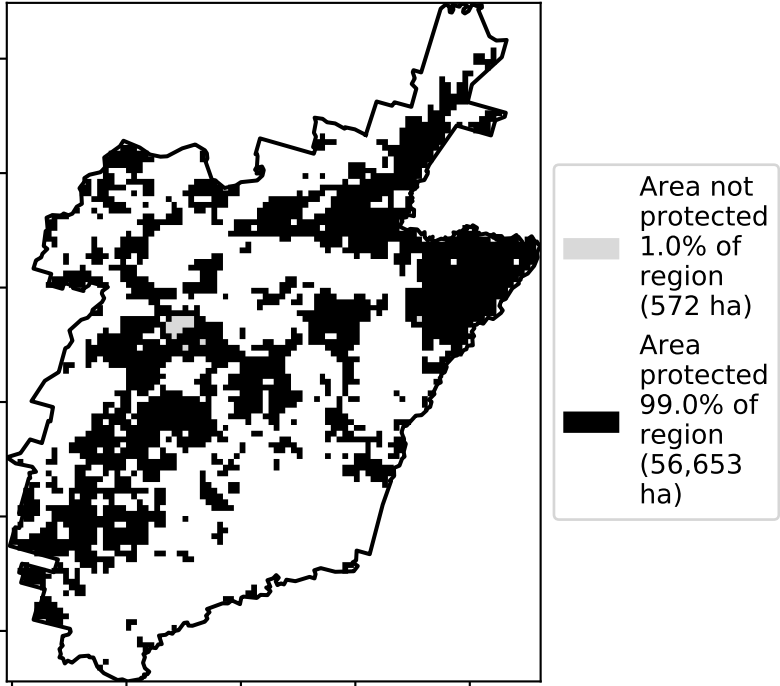 Area not
protected
1.0% of
region
(572 ha)
Area
protected
99.0% of
region
(56,653
ha)